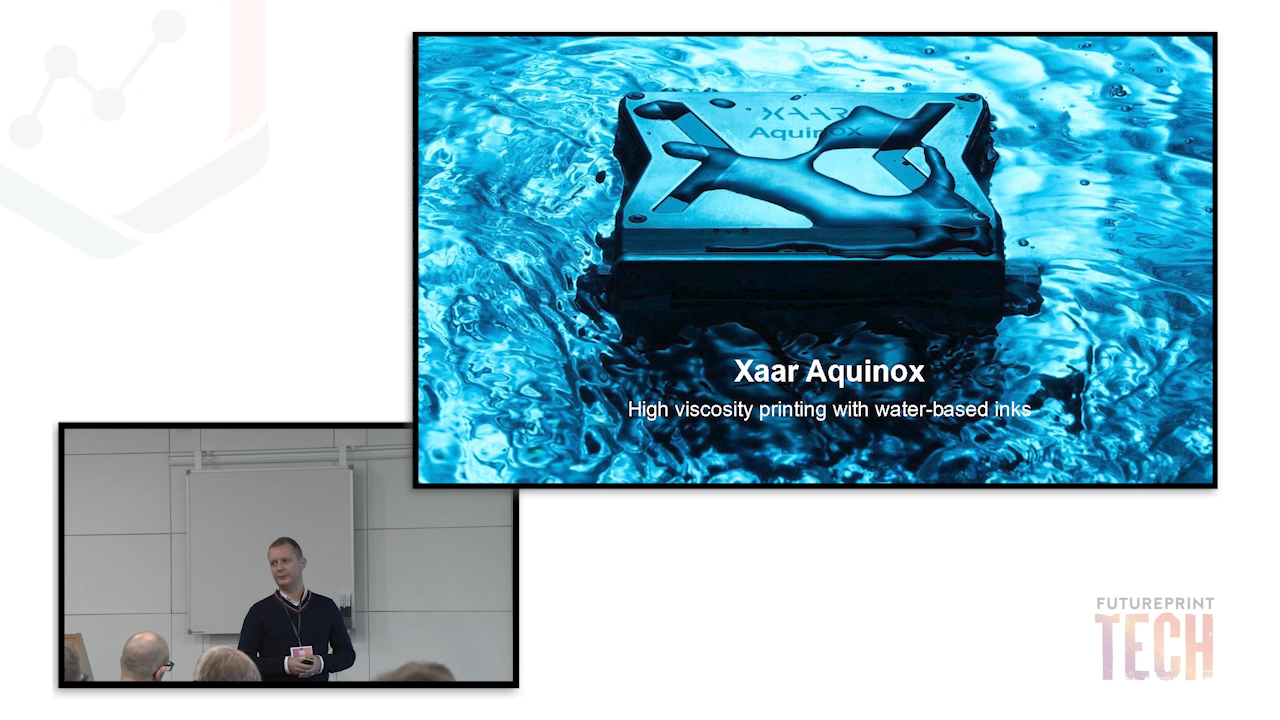 XAAR
Aquinox
Xaar Aquinox
High viscosity printing with water-based inks
FUTUREPRINT
TECH